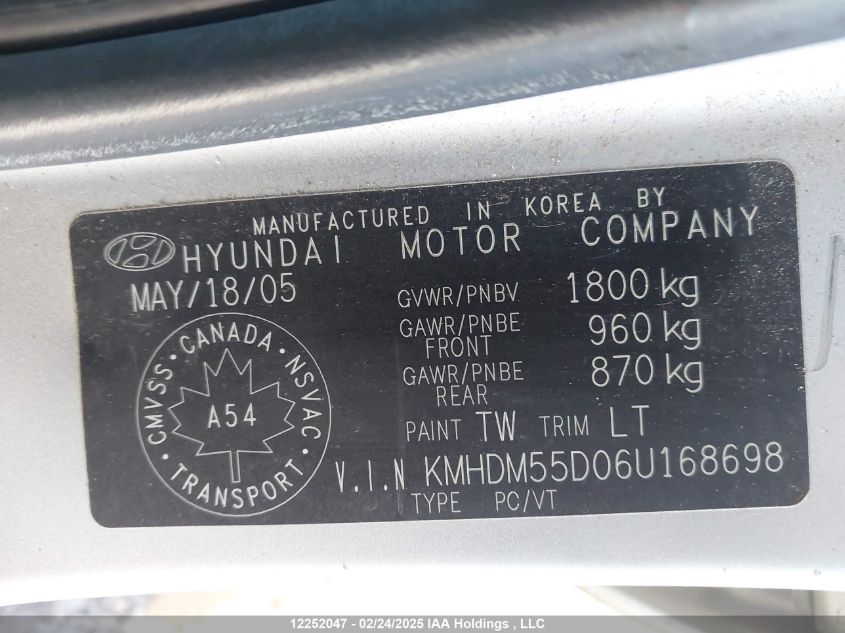 MANUFACTURED IN KOREA BY
HYUNDAI MOTOR COMPANY
MAY/18/05
GVWR/PNBV 1800 kg
GAWR/PNBE FRONT 960 kg
GAWR/PNBE REAR 870 kg
PAINT TW TRIM LT
V.I.N KMHDM55D06U168698
TYPE PC/VT
CANADA · NSVAC · TRANSPORT · CMVSS ·
A54
12252047 - 02/24/2025 IAA Holdings , LLC